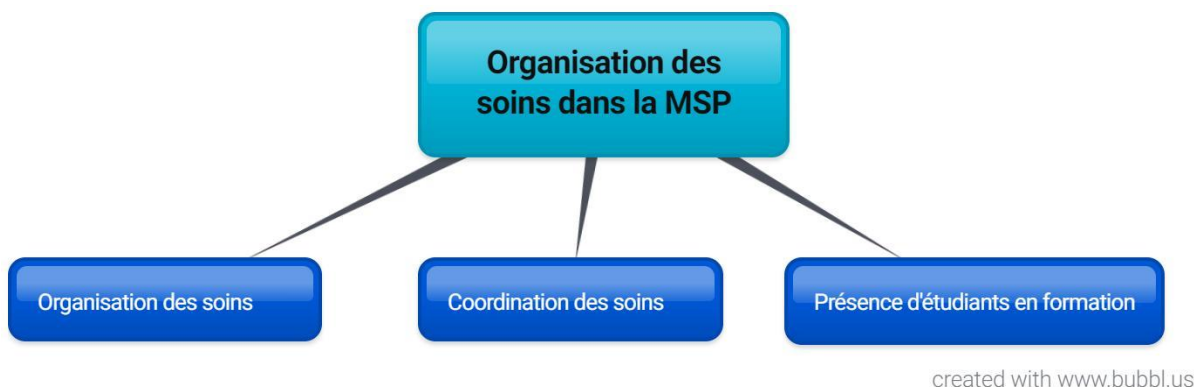 Organisation des
soins dans la MSP
Organisation des soins
Coordination des soins
Présence d'étudiants en formation
created with www.bubbl.us